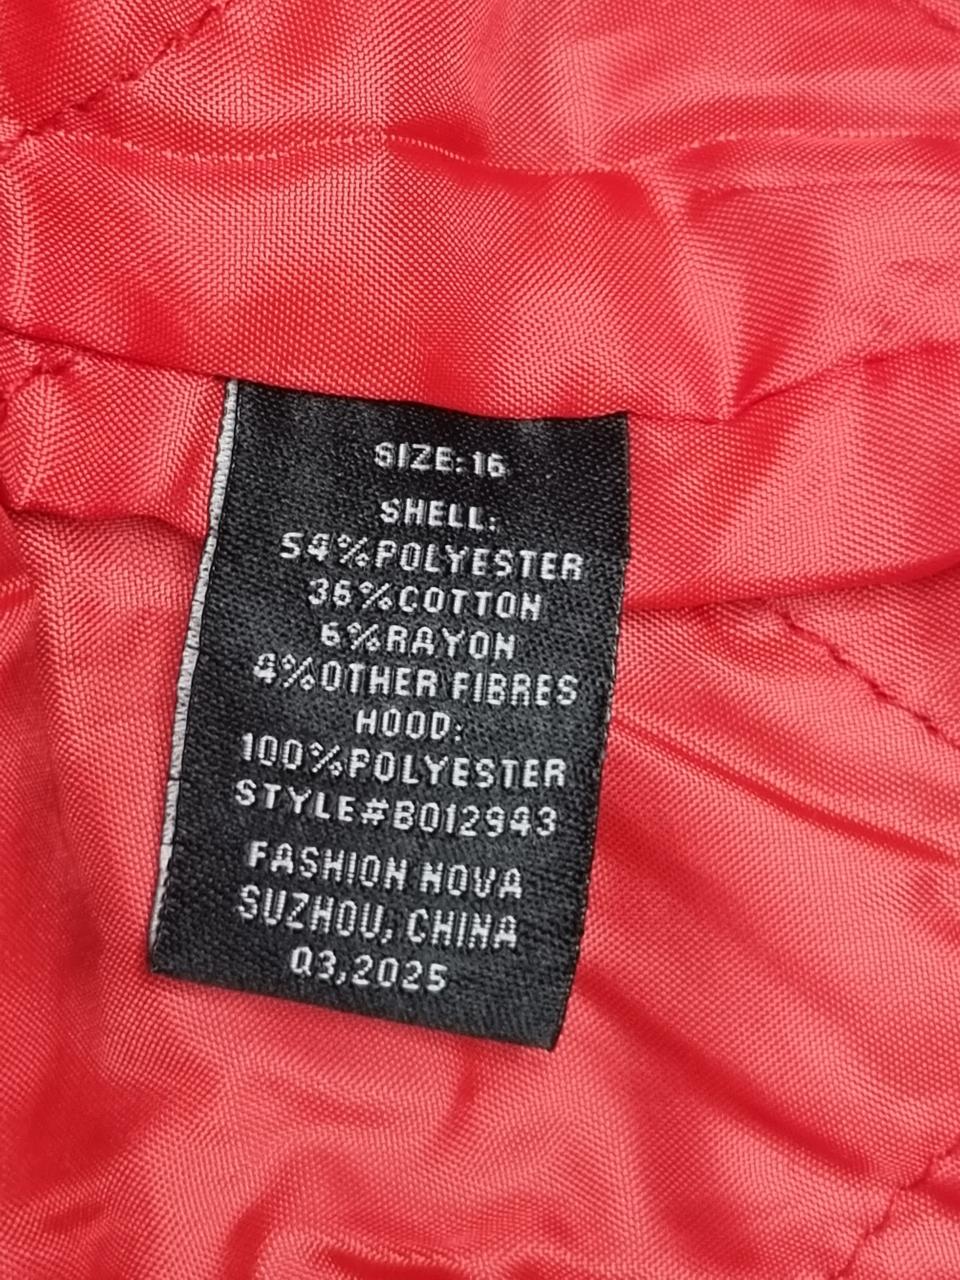 SIZE:16
SHELL:
54%POLYESTER
36%COTTON
6%RAYON
4%OTHER FIBRES
HOOD:
100%POLYESTER
STYLE#B012943
FASHION NOVA
SUZHOU, CHINA
Q3,2025